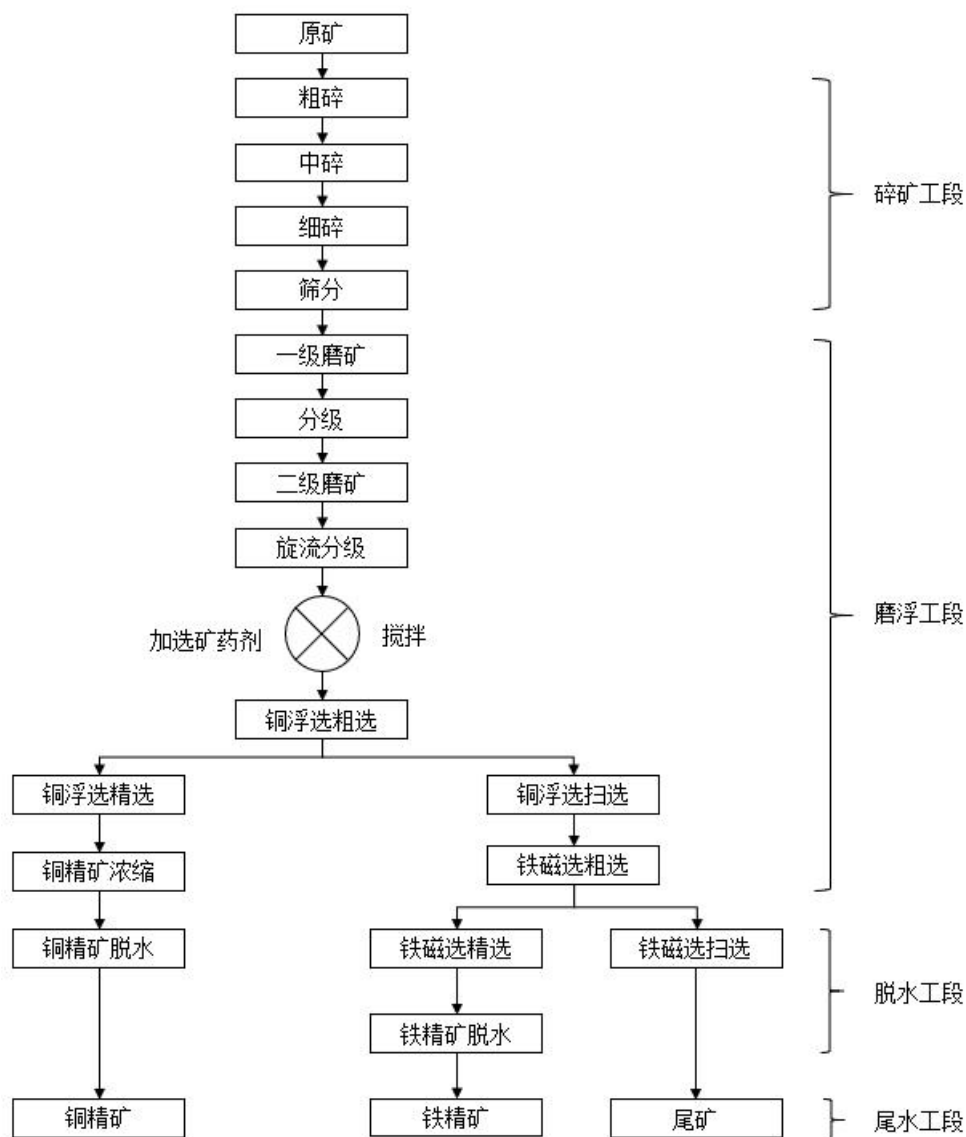 原矿
粗碎
中碎
细碎
筛分
碎矿工段
一级磨矿
分级
二级磨矿
旋流分级
加选矿药剂
搅拌
铜浮选粗选
磨浮工段
铜浮选精选
铜浮选扫选
铜精矿浓缩
铁磁选粗选
铜精矿脱水
铁磁选精选
铁磁选扫选
铁精矿脱水
脱水工段
铜精矿
铁精矿
尾矿
尾水工段